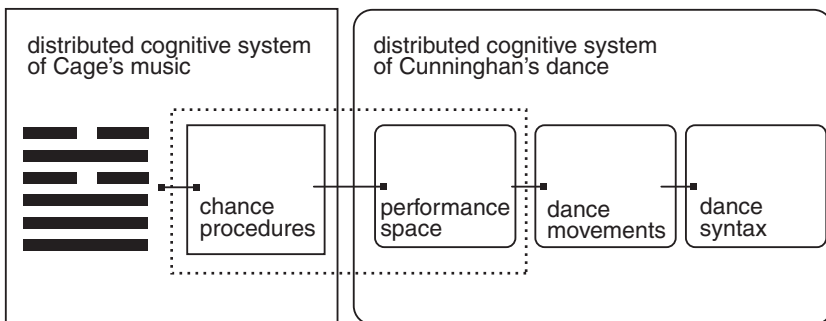 distributed cognitive system
of Cage's music
distributed cognitive system
of Cunninghan's dance
chance
procedures
performance
space
dance
movements
dance
syntax